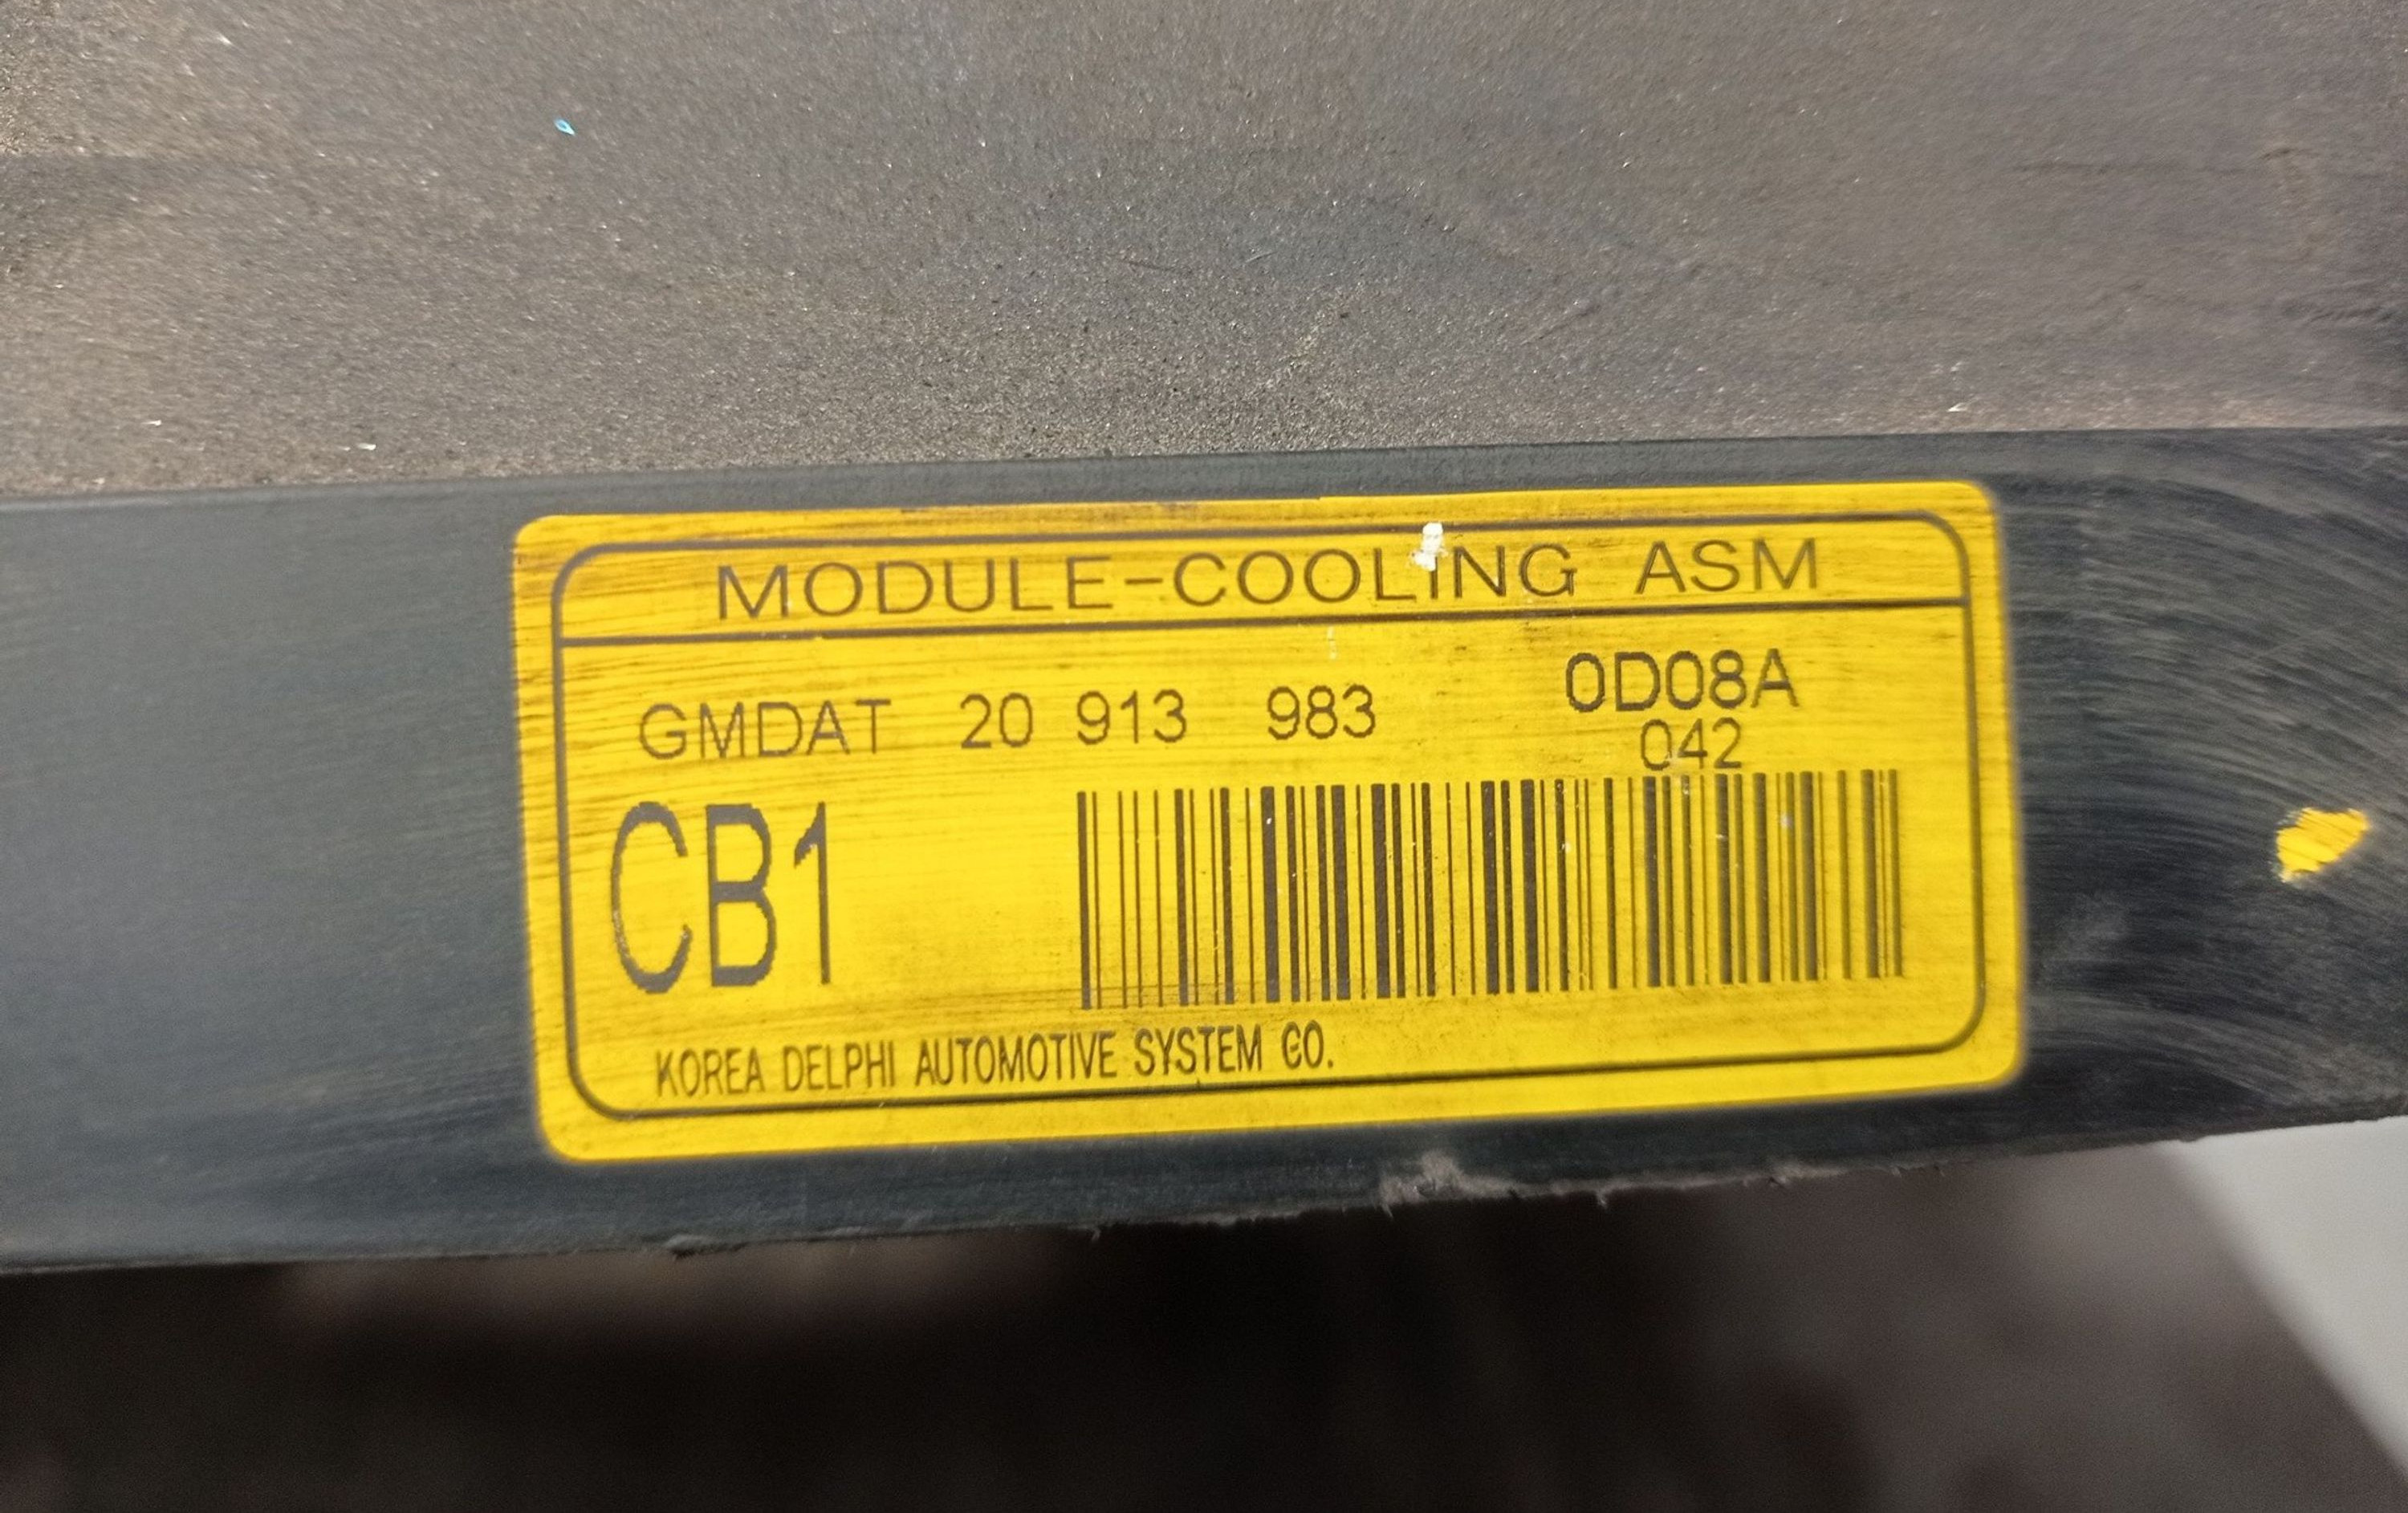 MODULE-COOLING ASM
GMDAT 20 913 983 0D08A
042
CB1
KOREA DELPHI AUTOMOTIVE SYSTEM CO.